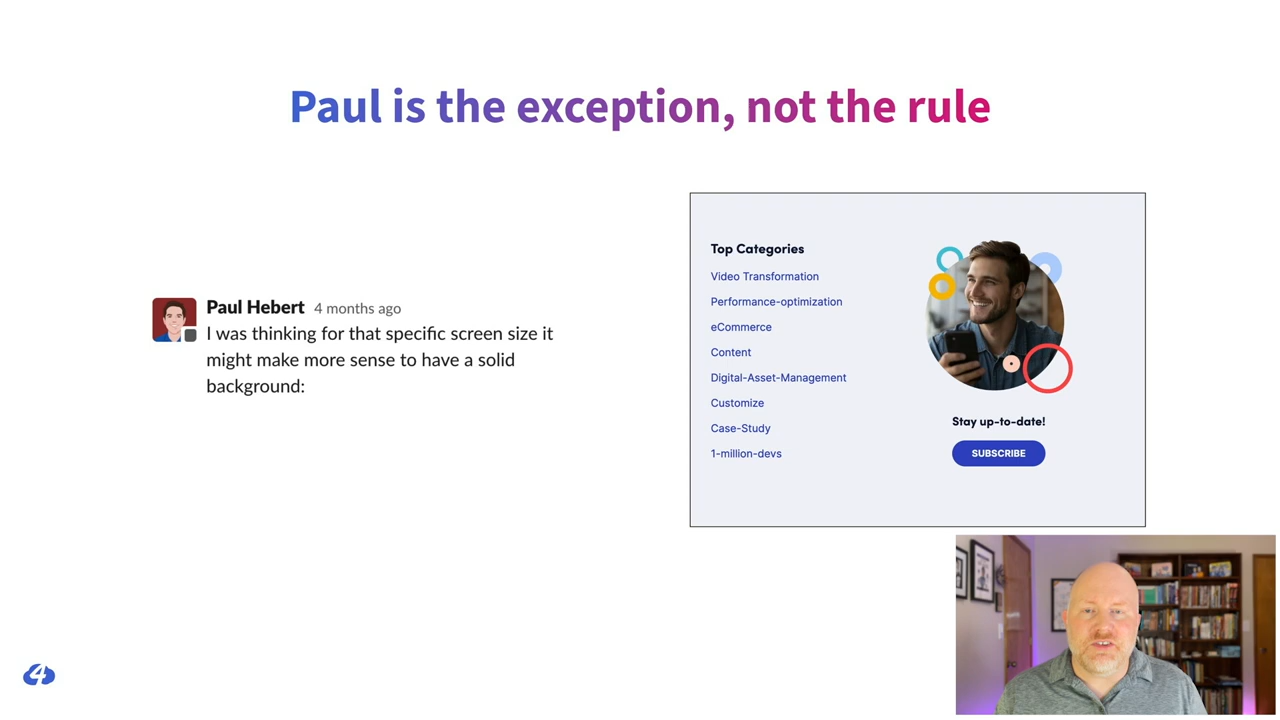 Paul is the exception, not the rule
Paul Hebert 4 months ago
I was thinking for that specific screen size it
might make more sense to have a solid
background:
Top Categories
Video Transformation
Performance-optimization
eCommerce
Content
Digital-Asset-Management
Customize
Case-Study
1-million-devs
Stay up-to-date!
SUBSCRIBE
4